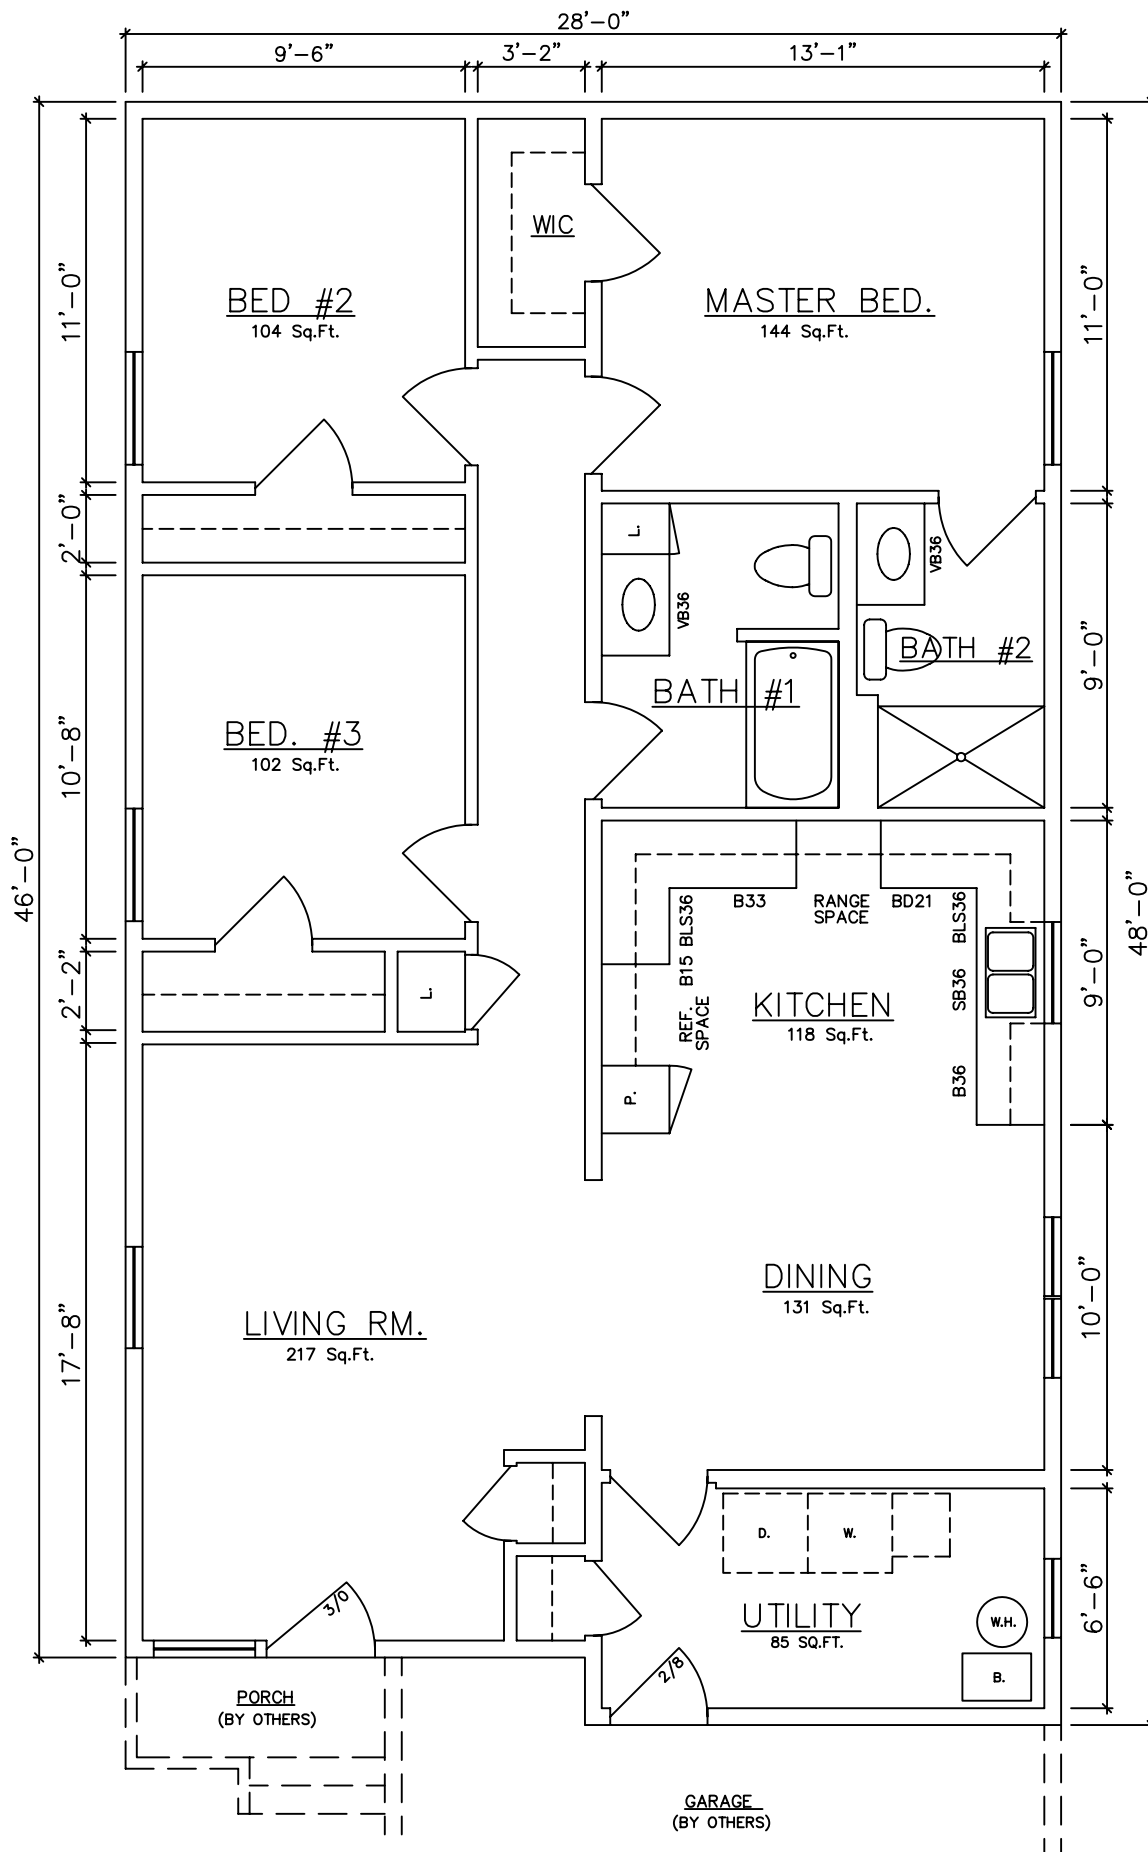 28'-0"
9'-6"
3'-2"
13'-1"
WIC
BED #2
104 Sq.Ft.
MASTER BED.
144 Sq.Ft.
11'-0"
11'-0"
2'-0"
L.
VB36
VB36
BATH #2
BATH #1
9'-0"
BED. #3
102 Sq.Ft.
10'-8"
46'-0"
48'-0"
B33
RANGE
SPACE
BD21
BLS36
BLS36
B15
SB36
REF.
SPACE
B36
KITCHEN
118 Sq.Ft.
9'-0"
2'-2"
L.
P.
DINING
131 Sq.Ft.
10'-0"
LIVING RM.
217 Sq.Ft.
17'-8"
D.
W.
UTILITY
85 SQ.FT.
W.H.
B.
6'-6"
3/0
2/8
PORCH
(BY OTHERS)
GARAGE
(BY OTHERS)